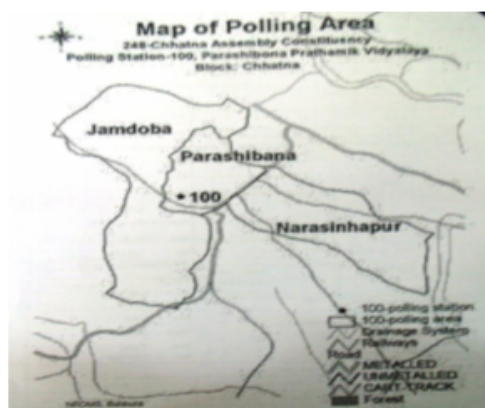 Map of Polling Area
248-Chhatna Assembly Constituency
Polling Station-100, Parashibona Prathamik Vidyalaya
Block: Chhatna
Jamdoba
Parashibana
100
Narasinhapur
100-polling station
100-polling area
Drainage System
Railways
Road
METALLED
UNMETALLED
CART-TRACK
Forest